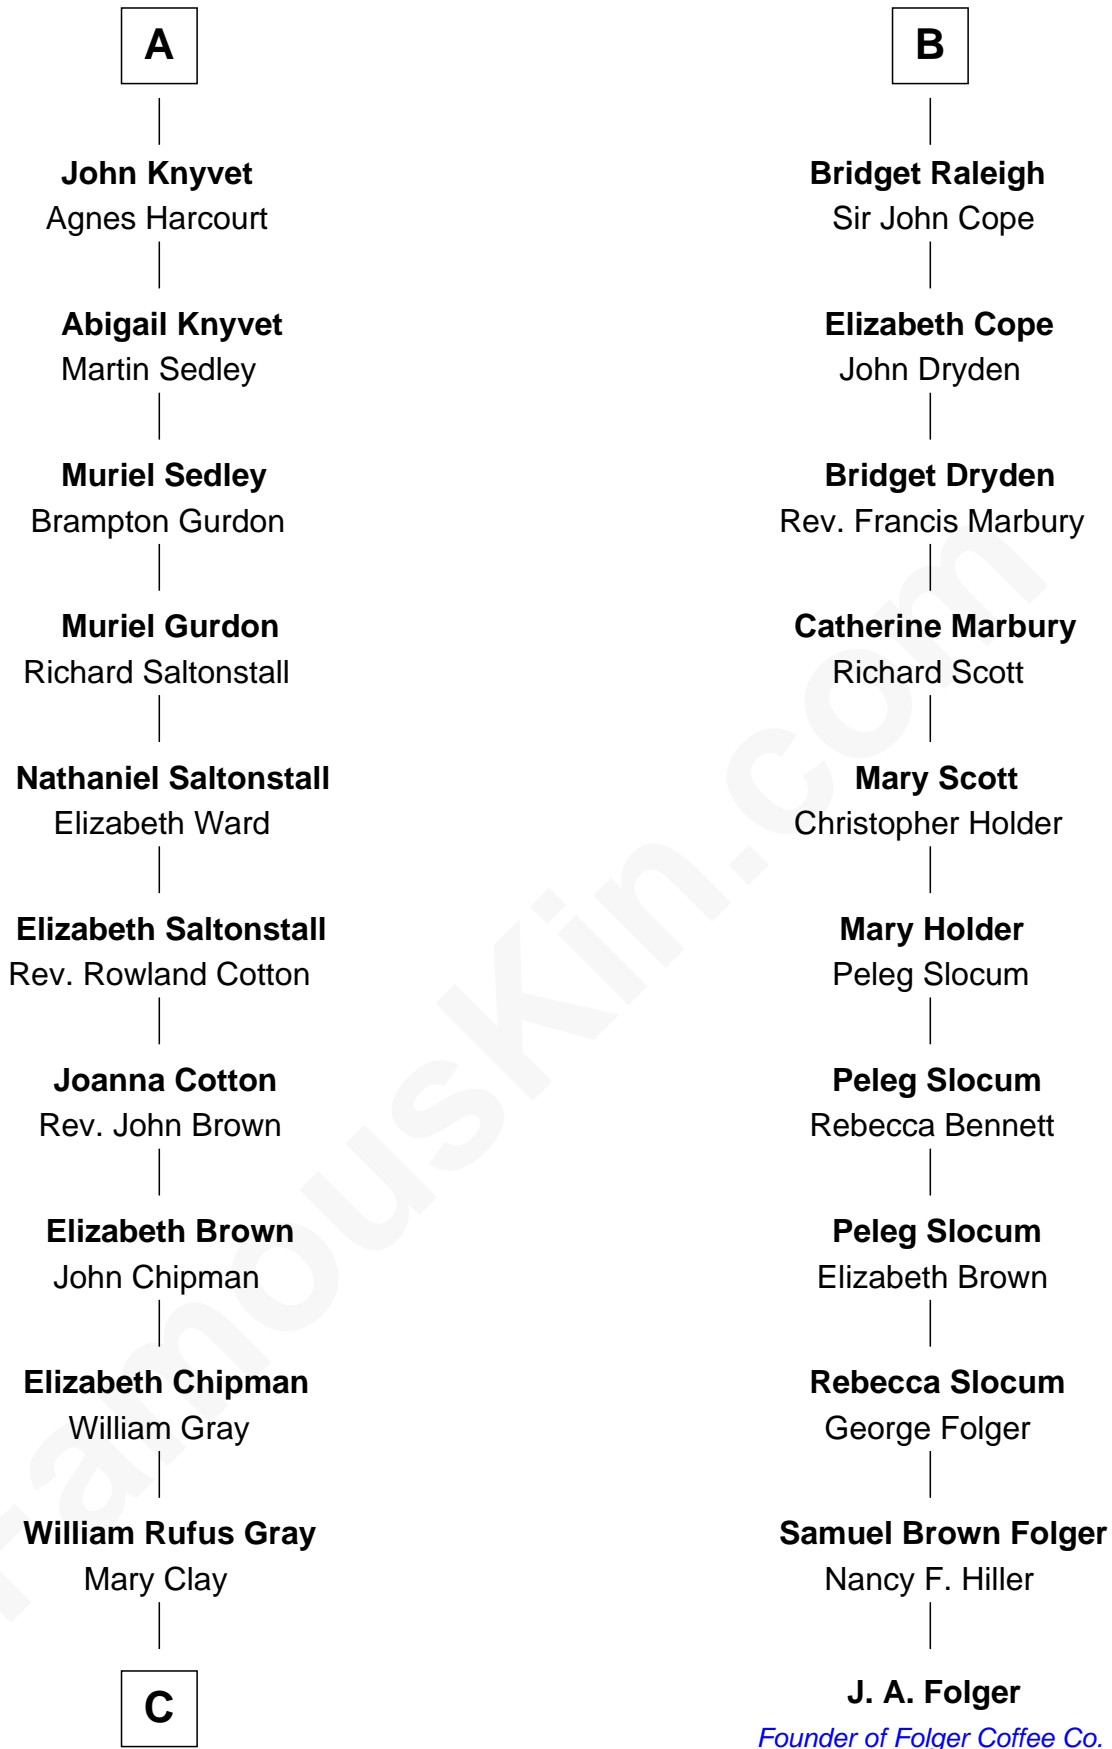 A
John Knyvet
Agnes Harcourt
Abigail Knyvet
Martin Sedley
Muriel Sedley
Brampton Gurdon
Muriel Gurdon
Richard Saltonstall
Nathaniel Saltonstall
Elizabeth Ward
Elizabeth Saltonstall
Rev. Rowland Cotton
Joanna Cotton
Rev. John Brown
Elizabeth Brown
John Chipman
Elizabeth Chipman
William Gray
William Rufus Gray
Mary Clay
C
B
Bridget Raleigh
Sir John Cope
Elizabeth Cope
John Dryden
Bridget Dryden
Rev. Francis Marbury
Catherine Marbury
Richard Scott
Mary Scott
Christopher Holder
Mary Holder
Peleg Slocum
Peleg Slocum
Rebecca Bennett
Peleg Slocum
Elizabeth Brown
Rebecca Slocum
George Folger
Samuel Brown Folger
Nancy F. Hiller
J. A. Folger
Founder of Folger Coffee Co.
FamousKin.com